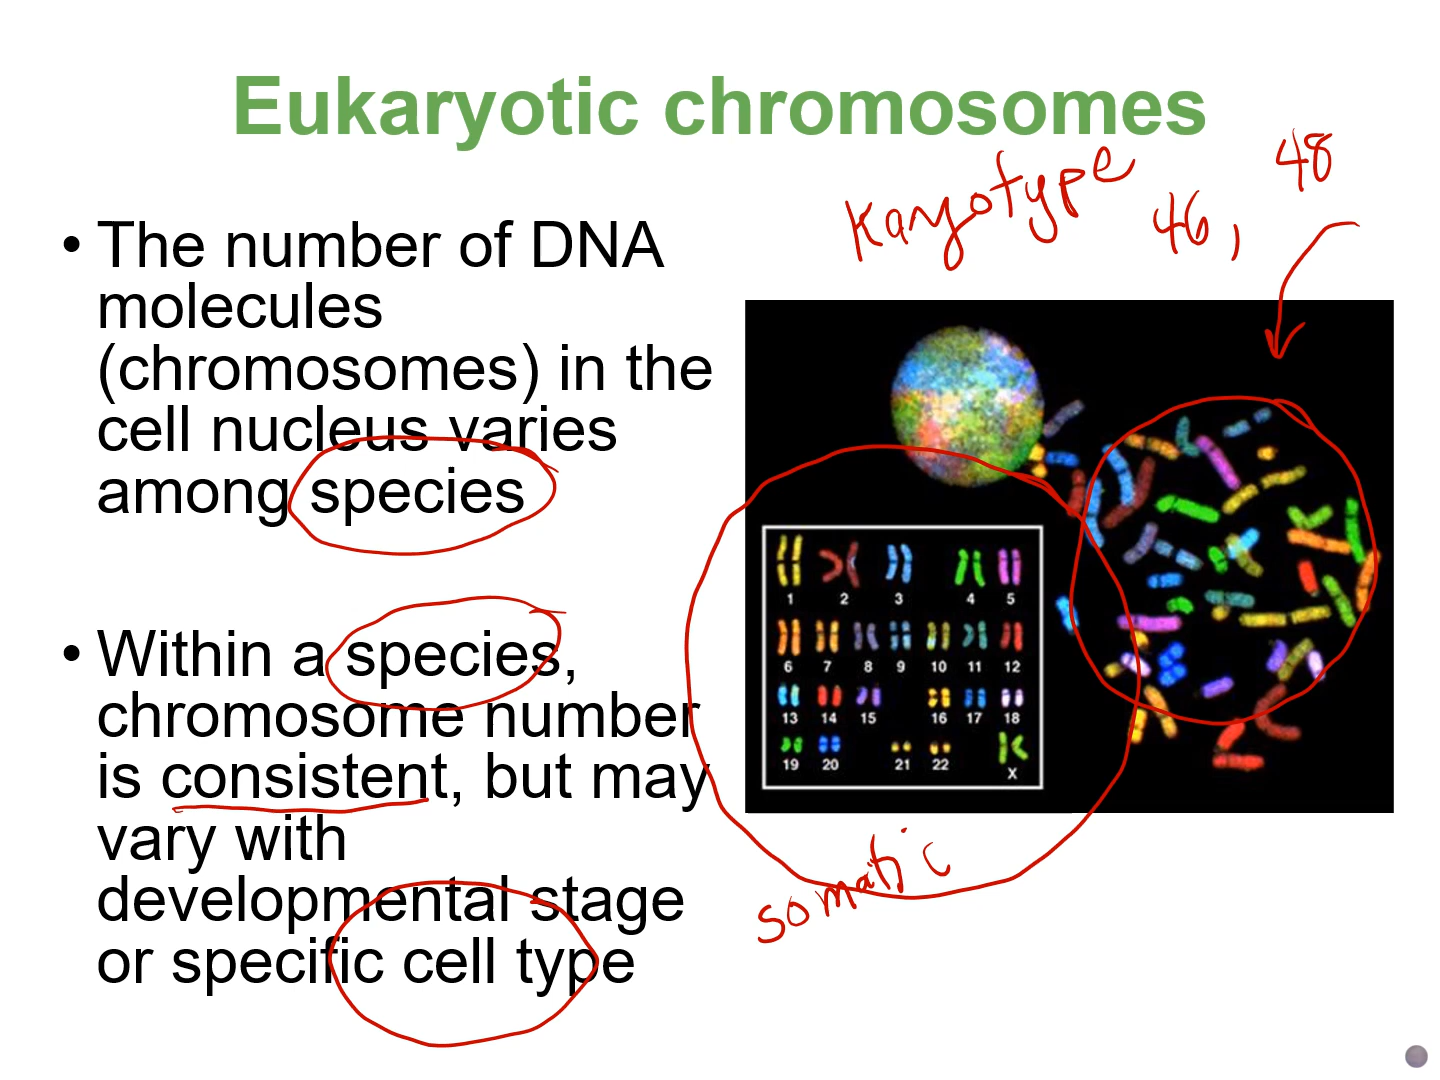 Eukaryotic chromosomes
Karyotype 46, 48
• The number of DNA
molecules
(chromosomes) in the
cell nucleus varies
among species
• Within a species,
chromosome number
is consistent, but may
vary with
developmental stage
or specific cell type
1 2 3 4 5
6 7 8 9 10 11 12
13 14 15 16 17 18
19 20 21 22 X
somatic